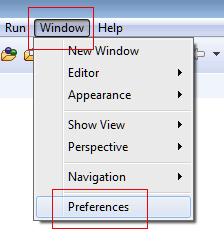 Run Window Help
New Window
Editor
Appearance
Show View
Perspective
Navigation
Preferences